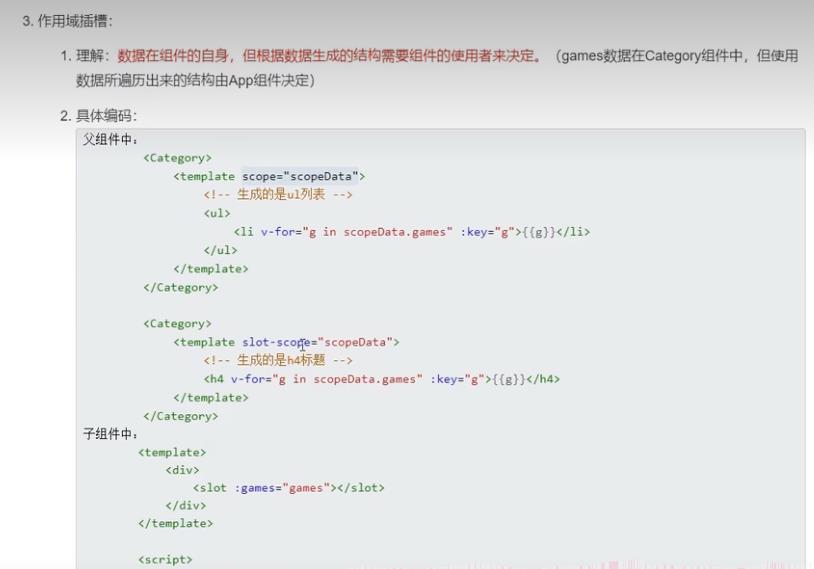 3. 作用域插槽：
1. 理解：数据在组件的自身，但根据数据生成的结构需要组件的使用者来决定。（games数据在Category组件中，但使用
数据所遍历出来的结构由App组件决定）
2. 具体编码：
父组件中：
<Category>
<template scope="scopeData">
<!-- 生成的是ul列表 -->
<ul>
<li v-for="g in scopeData.games" :key="g">{{g}}</li>
</ul>
</template>
</Category>
<Category>
<template slot-scope="scopeData">
<!-- 生成的是h4标题 -->
<h4 v-for="g in scopeData.games" :key="g">{{g}}</h4>
</template>
</Category>
子组件中：
<template>
<div>
<slot :games="games"></slot>
</div>
</template>
<script>